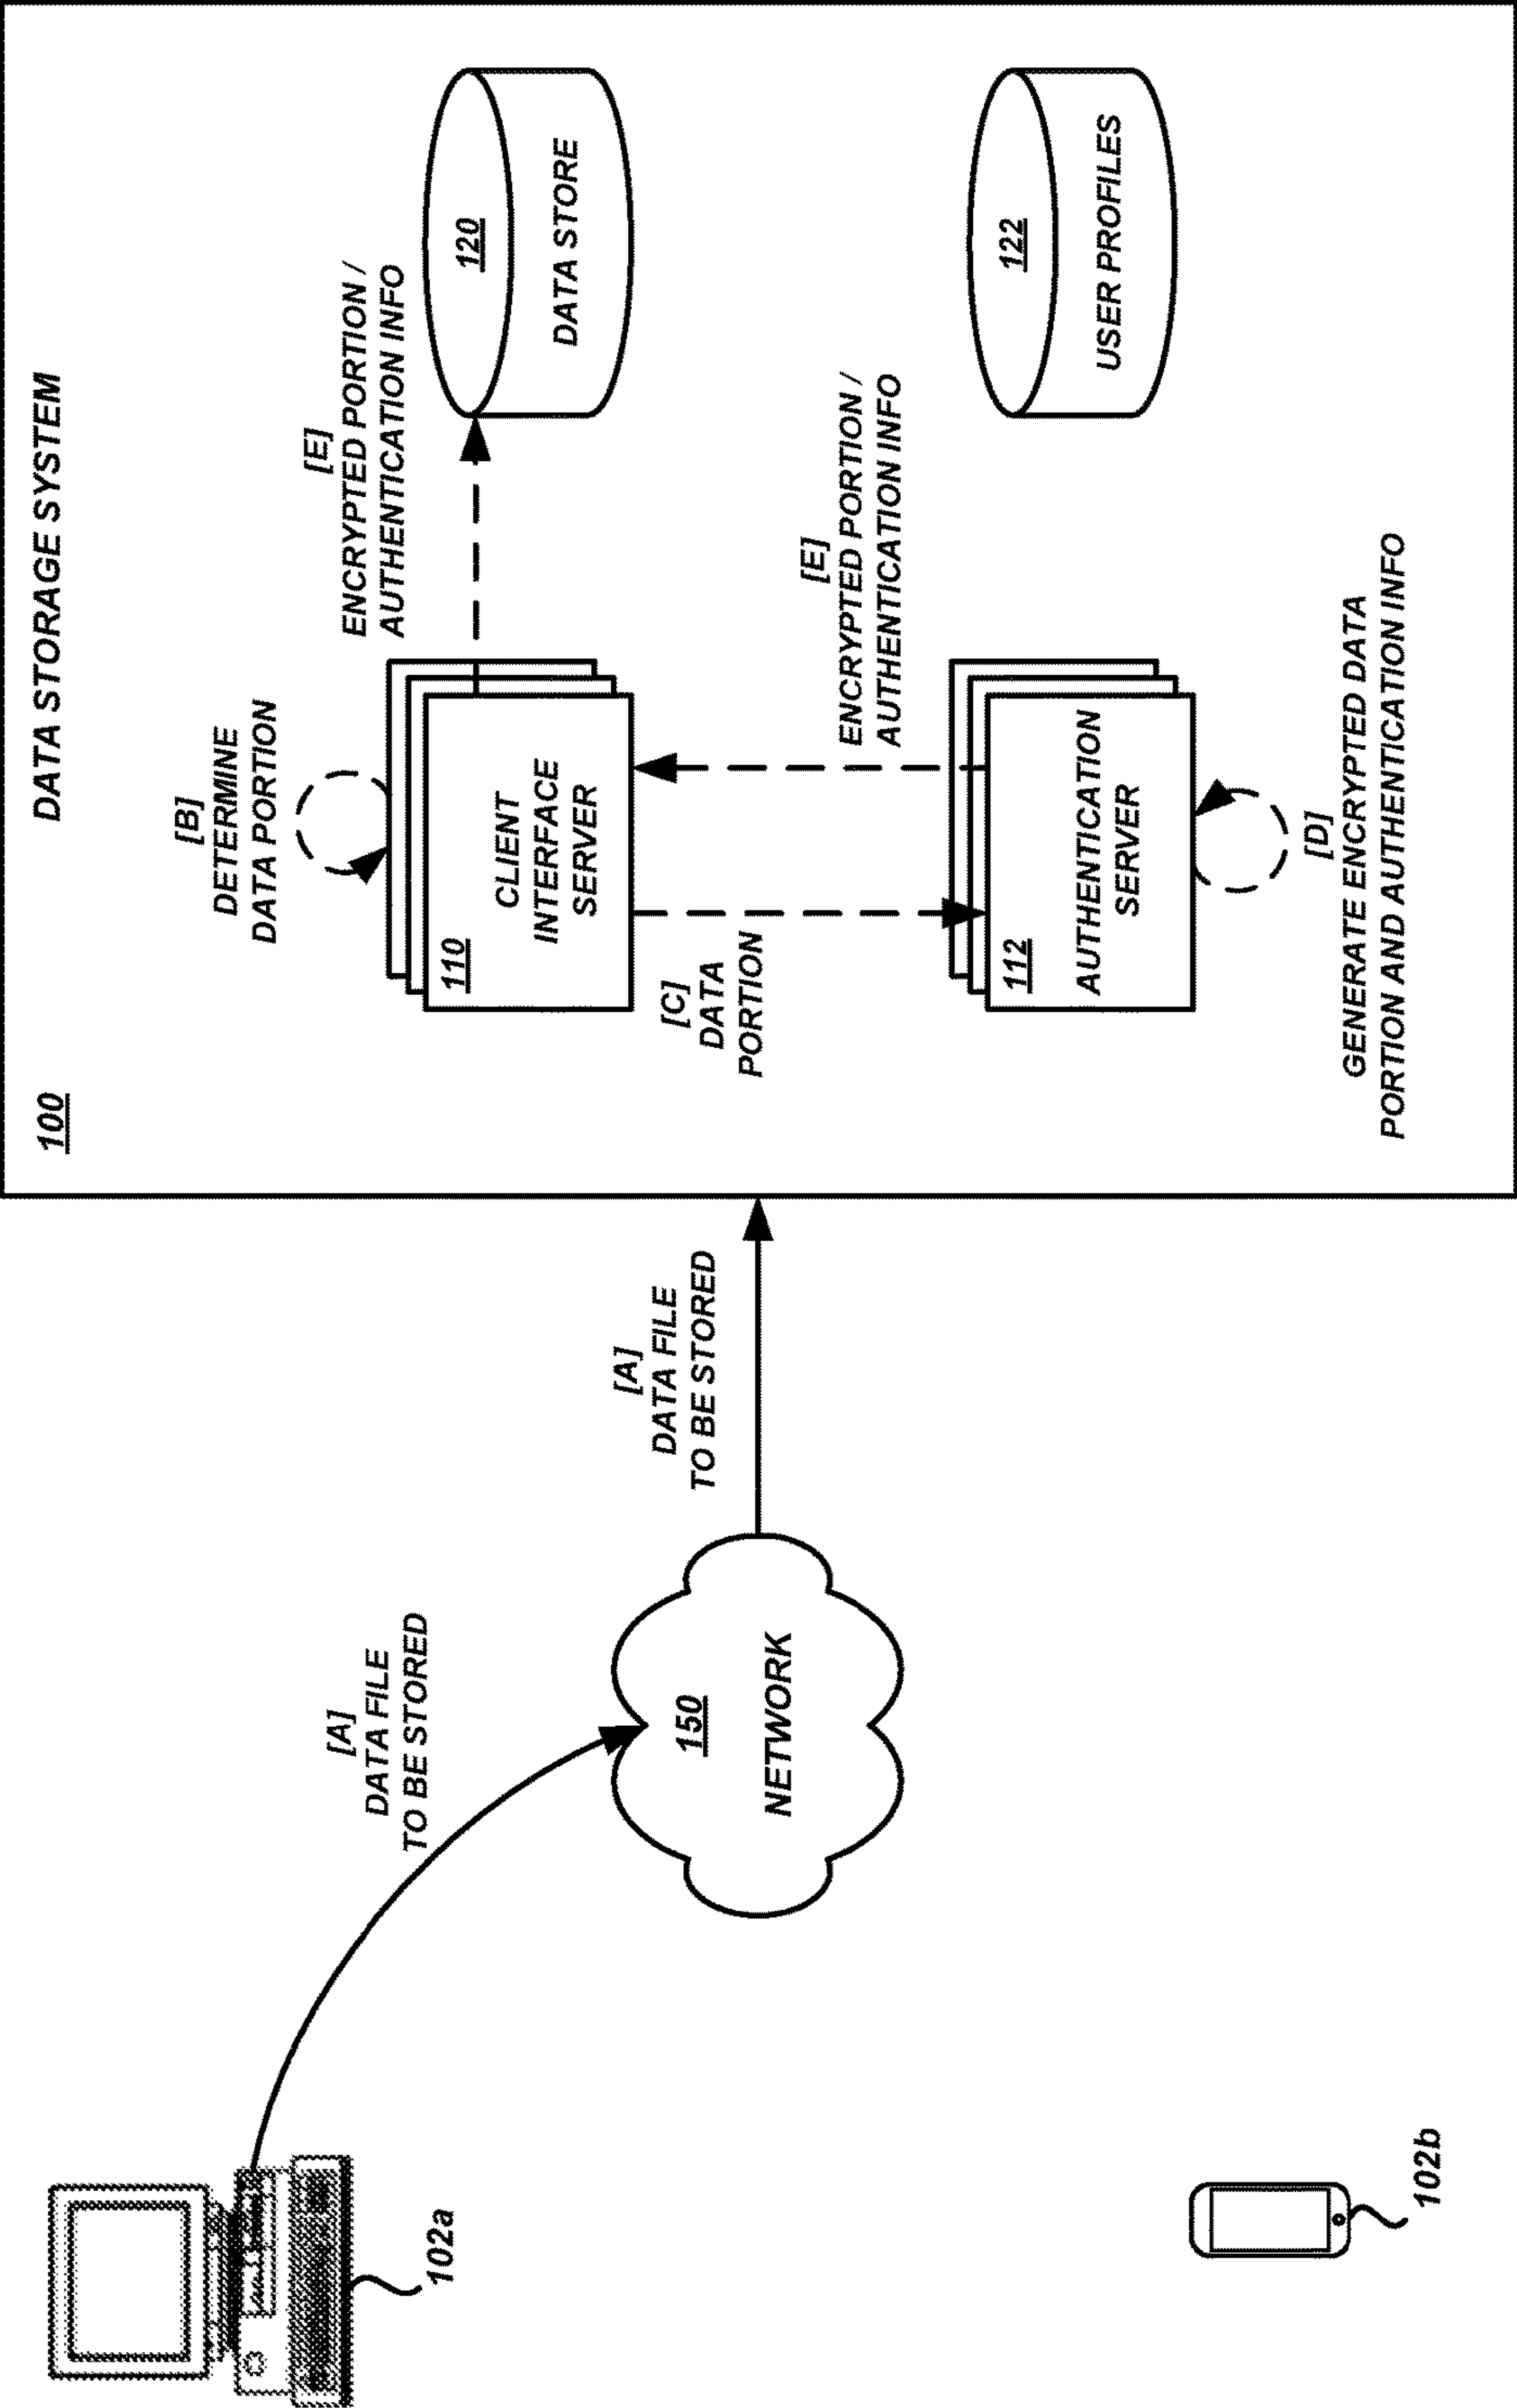 DATA STORAGE SYSTEM
100
[B]
DETERMINE
DATA PORTION
[E]
ENCRYPTED PORTION /
AUTHENTICATION INFO
110
CLIENT
INTERFACE
SERVER
120
DATA STORE
[A]
DATA FILE
TO BE STORED
[A]
DATA FILE
TO BE STORED
150
NETWORK
[C]
DATA
PORTION
[E]
ENCRYPTED PORTION /
AUTHENTICATION INFO
112
AUTHENTICATION
SERVER
122
USER PROFILES
[D]
GENERATE ENCRYPTED DATA
PORTION AND AUTHENTICATION INFO
102a
102b